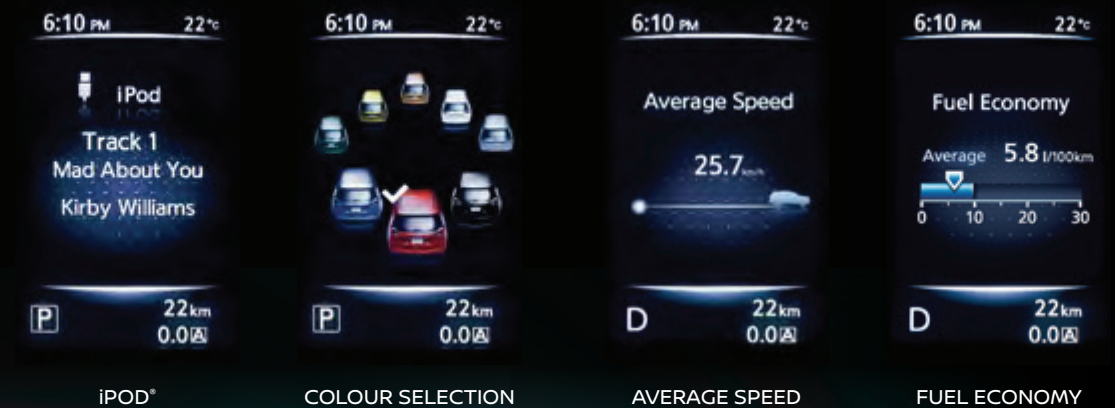 6:10 PM 22°C
iPod
Track 1
Mad About You
Kirby Williams
P 22km
0.0 A
iPOD®
6:10 PM 22°C
P 22km
0.0 A
COLOUR SELECTION
6:10 PM 22°C
Average Speed
25.7 km/h
D 22km
0.0 A
AVERAGE SPEED
6:10 PM 22°C
Fuel Economy
Average 5.8 l/100km
0 10 20 30
D 22km
0.0 A
FUEL ECONOMY